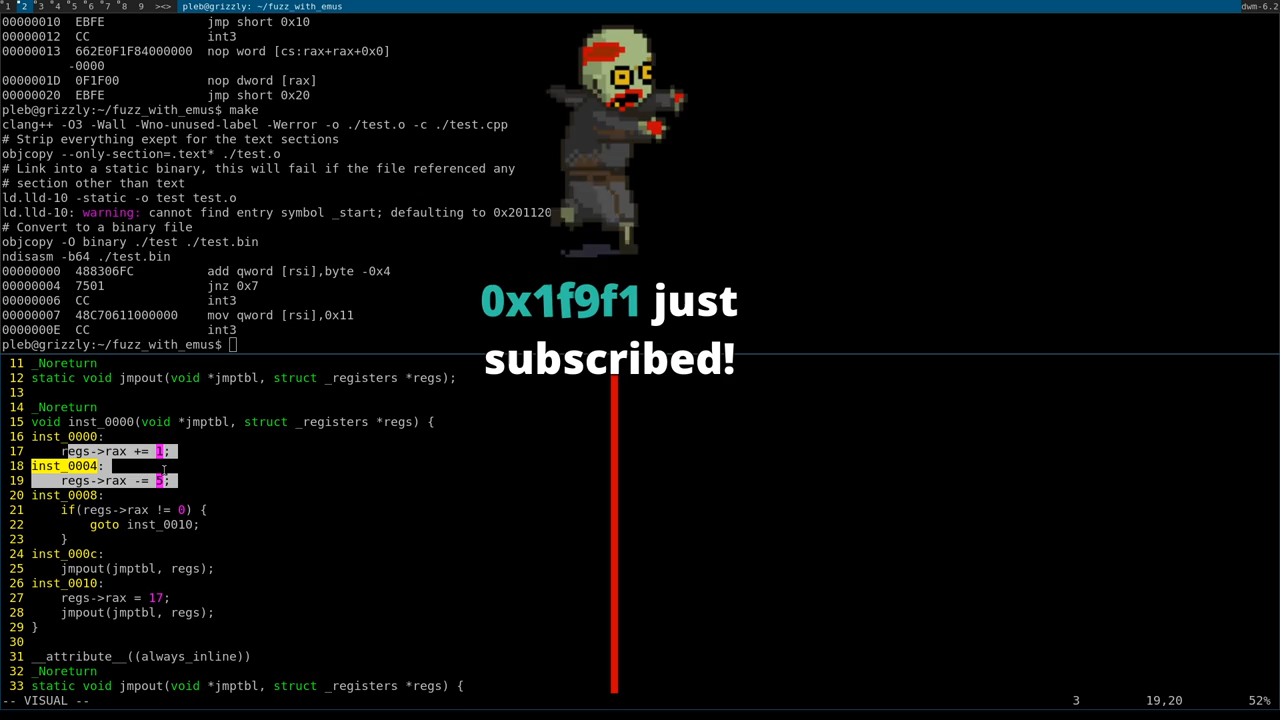 1 2 3 4 5 6 7 8 9 ><> pleb@grizzly: ~/fuzz_with_emus dwm-6.2
00000010 EBFE jmp short 0x10
00000012 CC int3
00000013 662E0F1F84000000 nop word [cs:rax+rax+0x0]
-0000
0000001D 0F1F00 nop dword [rax]
00000020 EBFE jmp short 0x20
pleb@grizzly:~/fuzz_with_emus$ make
clang++ -O3 -Wall -Wno-unused-label -Werror -o ./test.o -c ./test.cpp
# Strip everything exept for the text sections
objcopy --only-section=.text* ./test.o
# Link into a static binary, this will fail if the file referenced any
# section other than text
ld.lld-10 -static -o test test.o
ld.lld-10: warning: cannot find entry symbol _start; defaulting to 0x201120
# Convert to a binary file
objcopy -O binary ./test ./test.bin
ndisasm -b64 ./test.bin
00000000 488306FC add qword [rsi],byte -0x4
00000004 7501 jnz 0x7
00000006 CC int3
00000007 48C70611000000 mov qword [rsi],0x11
0000000E CC int3
pleb@grizzly:~/fuzz_with_emus$
0x1f9f1 just
subscribed!
11 _Noreturn
12 static void jmpout(void *jmptbl, struct _registers *regs);
13
14 _Noreturn
15 void inst_0000(void *jmptbl, struct _registers *regs) {
16 inst_0000:
17 regs->rax += 1;
18 inst_0004:
19 regs->rax -= 5;
20 inst_0008:
21 if(regs->rax != 0) {
22 goto inst_0010;
23 }
24 inst_000c:
25 jmpout(jmptbl, regs);
26 inst_0010:
27 regs->rax = 17;
28 jmpout(jmptbl, regs);
29 }
30
31 __attribute__((always_inline))
32 _Noreturn
33 static void jmpout(void *jmptbl, struct _registers *regs) {
-- VISUAL -- 3 19,20 52%